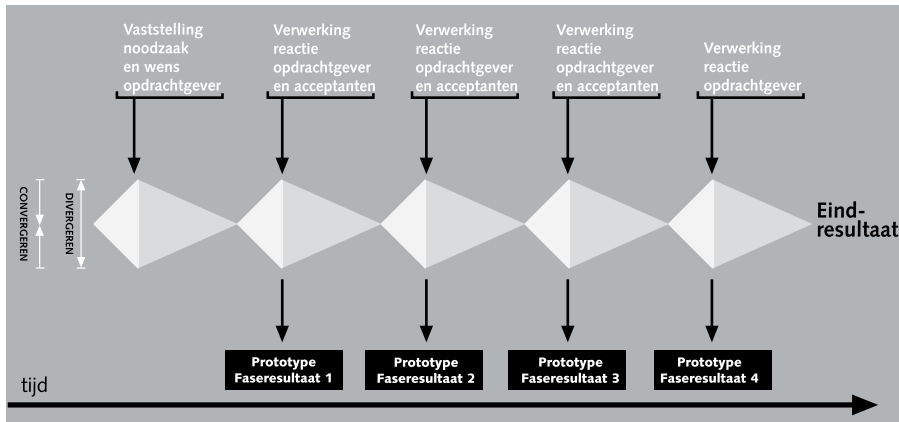 Vaststelling
noodzaak
en wens
opdrachtgever
Verwerking
reactie
opdrachtgever
en acceptanten
Verwerking
reactie
opdrachtgever
en acceptanten
Verwerking
reactie
opdrachtgever
en acceptanten
Verwerking
reactie
opdrachtgever
CONVERGEREN
DIVERGEREN
Eind-
resultaat
Prototype
Faseresultaat 1
Prototype
Faseresultaat 2
Prototype
Faseresultaat 3
Prototype
Faseresultaat 4
tijd